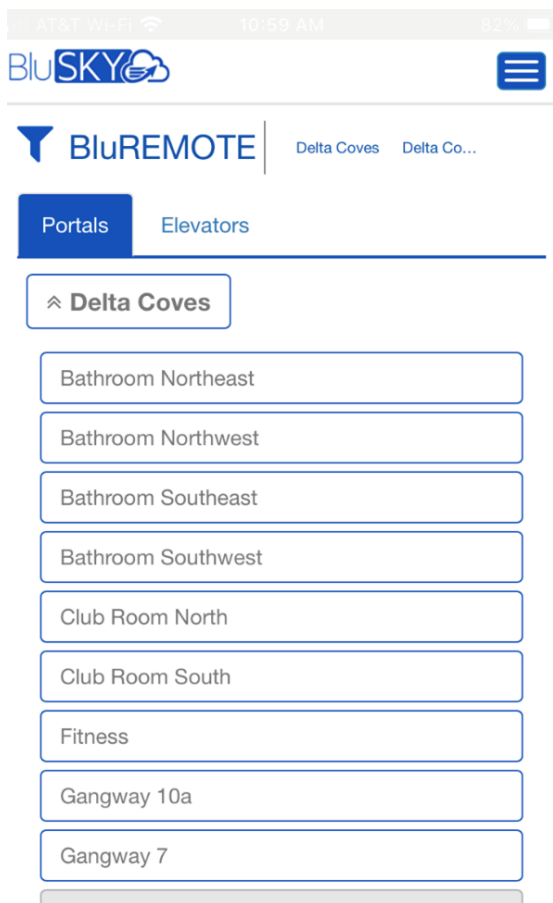 AT&T Wi-Fi 10:59 AM 82%
BluSKY
BluREMOTE Delta Coves Delta Co...
Portals Elevators
Delta Coves
Bathroom Northeast
Bathroom Northwest
Bathroom Southeast
Bathroom Southwest
Club Room North
Club Room South
Fitness
Gangway 10a
Gangway 7